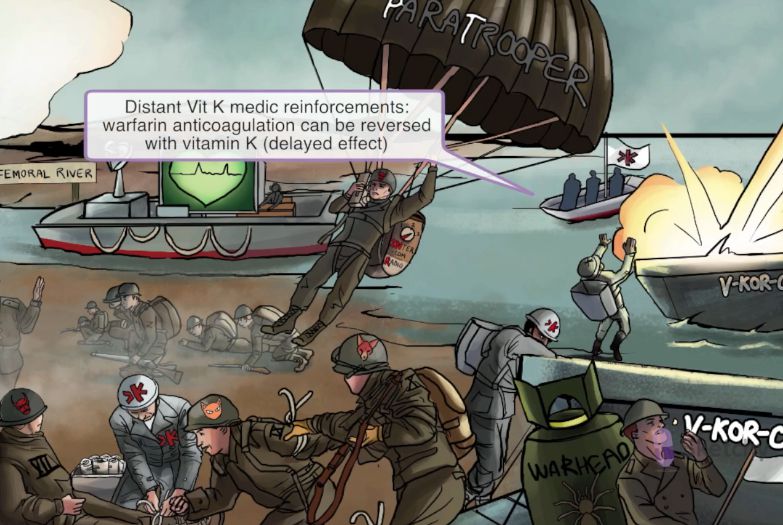 PARATROOPER
Distant Vit K medic reinforcements:
warfarin anticoagulation can be reversed
with vitamin K (delayed effect)
FEMORAL RIVER
K
V-KOR-C
K
K
VII
V-KOR-C
WARHEAD